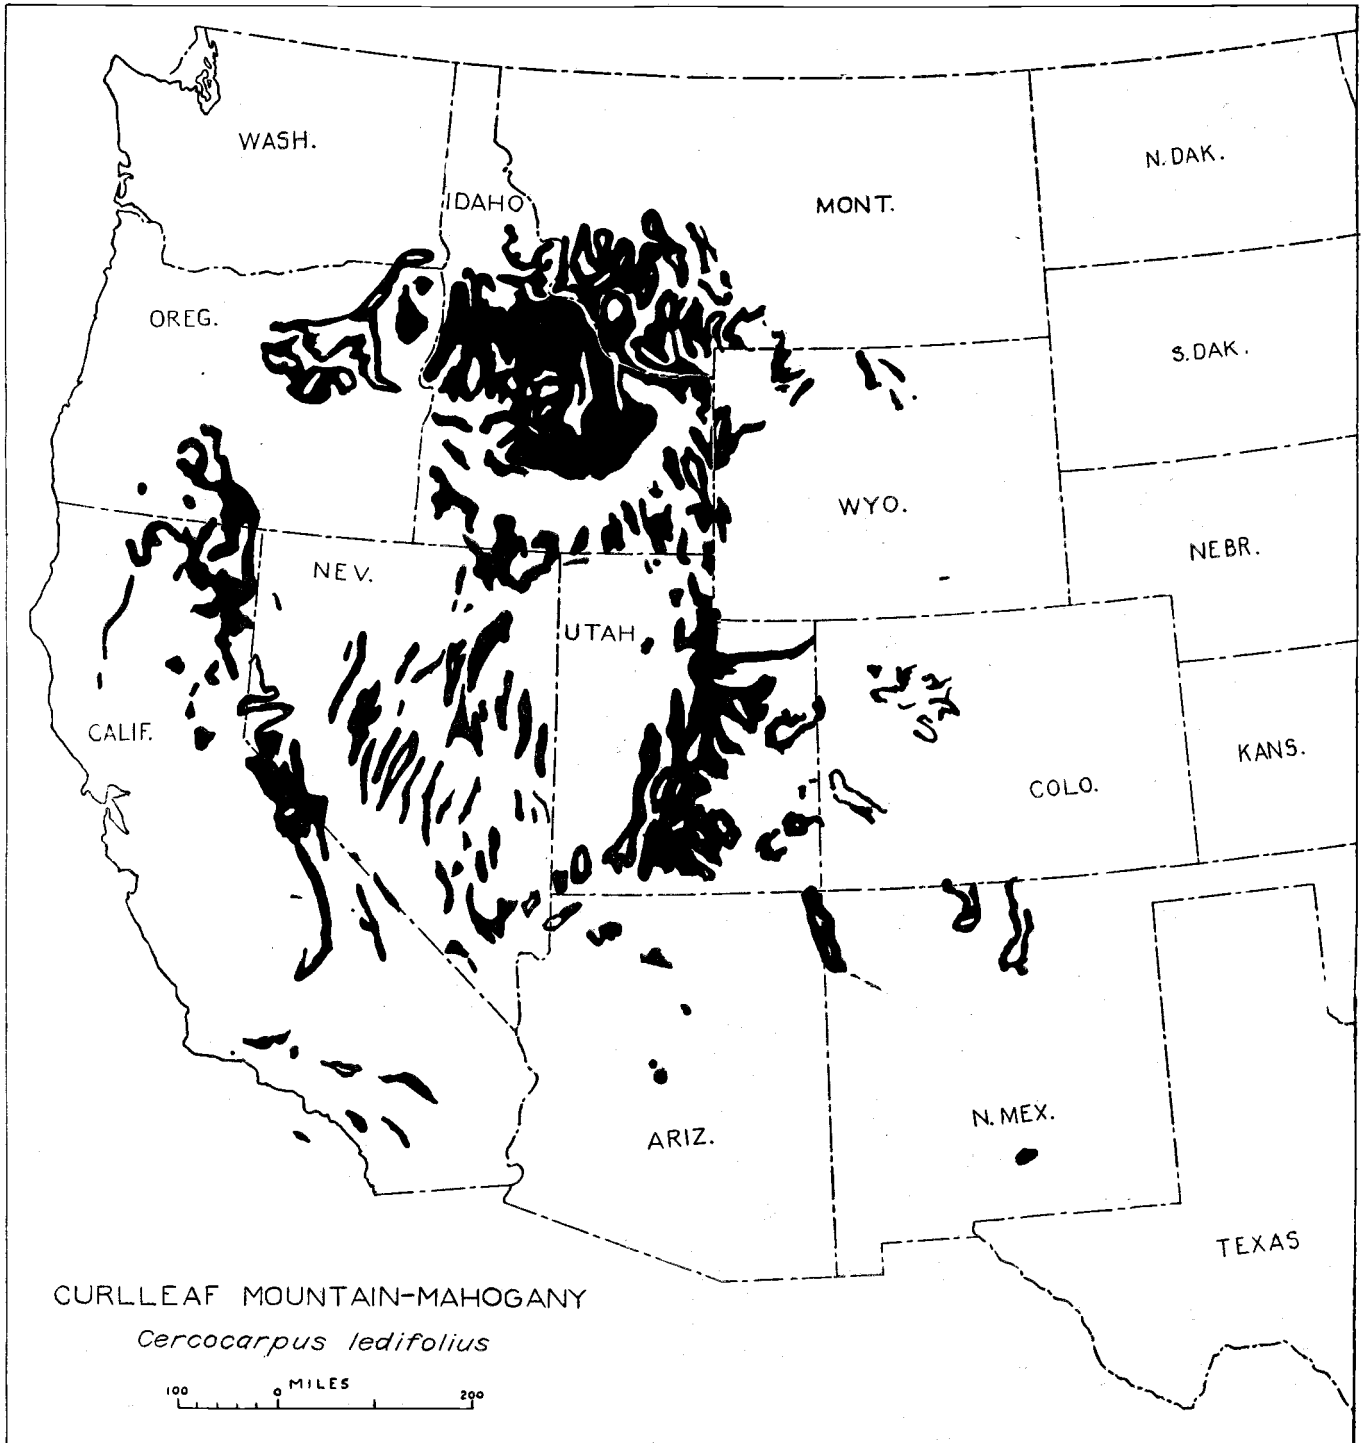 WASH.
N. DAK.
IDAHO
MONT.
OREG.
S. DAK.
WYO.
NEBR.
NEV.
UTAH
CALIF.
KANS.
COLO.
N. MEX.
ARIZ.
TEXAS
CURLLEAF MOUNTAIN-MAHOGANY
Cercocarpus ledifolius
100 0 MILES 200